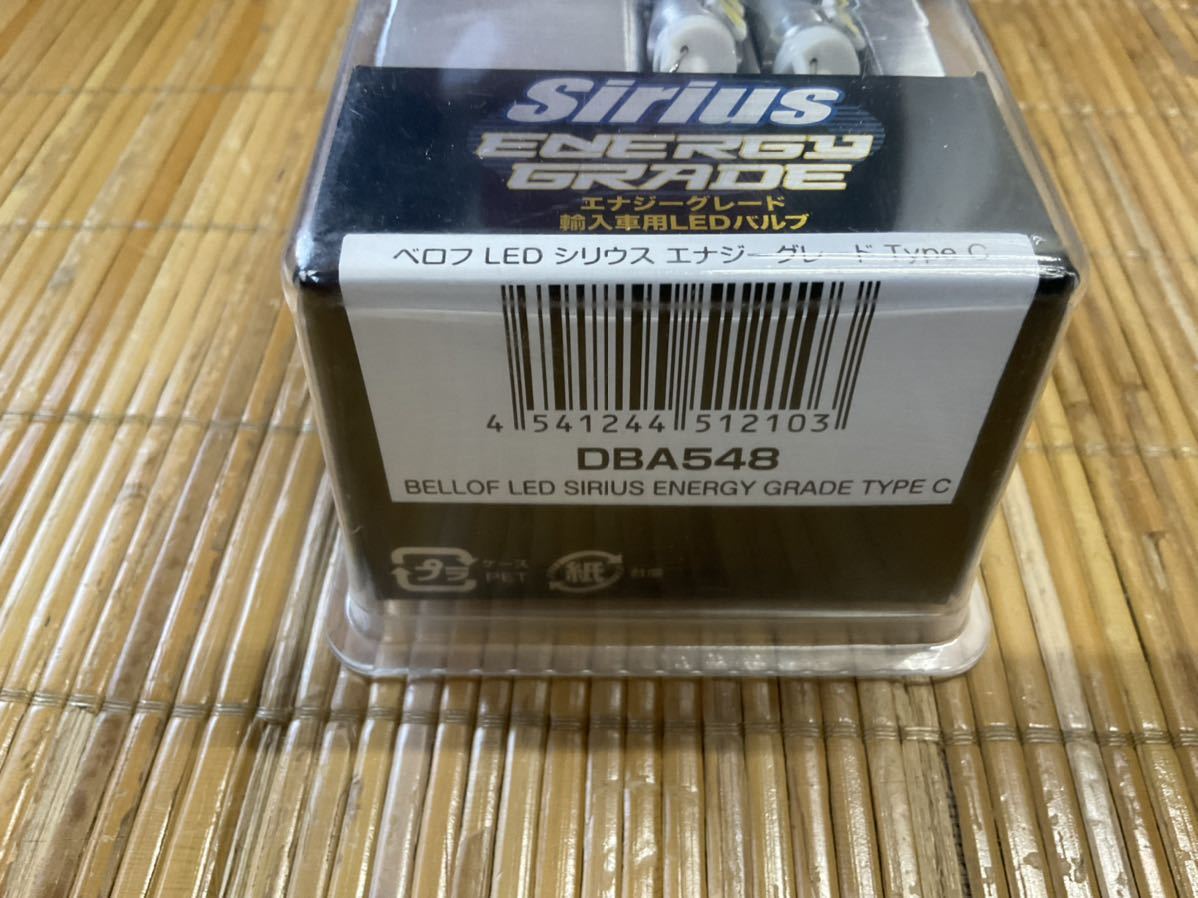 Sirius
ENERGY
GRADE
エナジーグレード
輸入車用LEDバルブ
ベロフ LED シリウス エナジーグレード Type C
4 541244 512103
DBA548
BELLOF LED SIRIUS ENERGY GRADE TYPE C
プラ ケース
PET
紙 台座